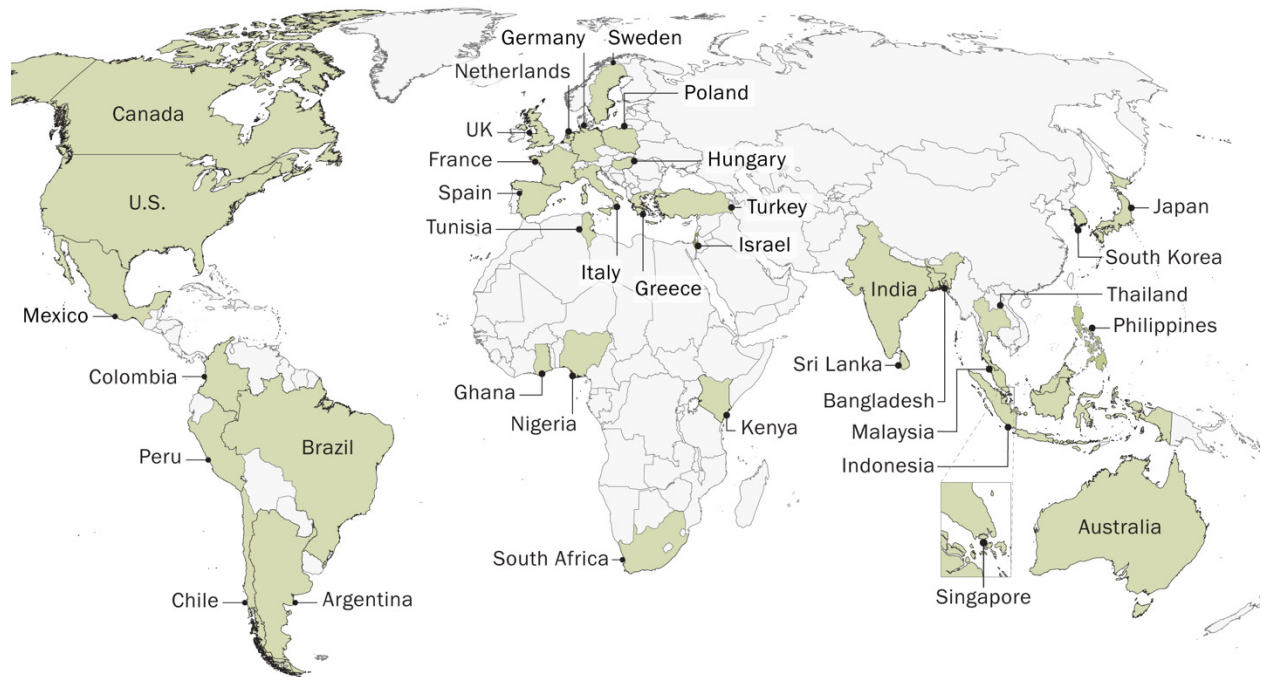 Germany
Sweden
Netherlands
Poland
Canada
UK
Hungary
France
U.S.
Spain
Turkey
Japan
Tunisia
Israel
South Korea
Italy
Greece
India
Thailand
Mexico
Philippines
Sri Lanka
Colombia
Ghana
Bangladesh
Nigeria
Kenya
Malaysia
Brazil
Peru
Indonesia
Australia
South Africa
Singapore
Chile
Argentina